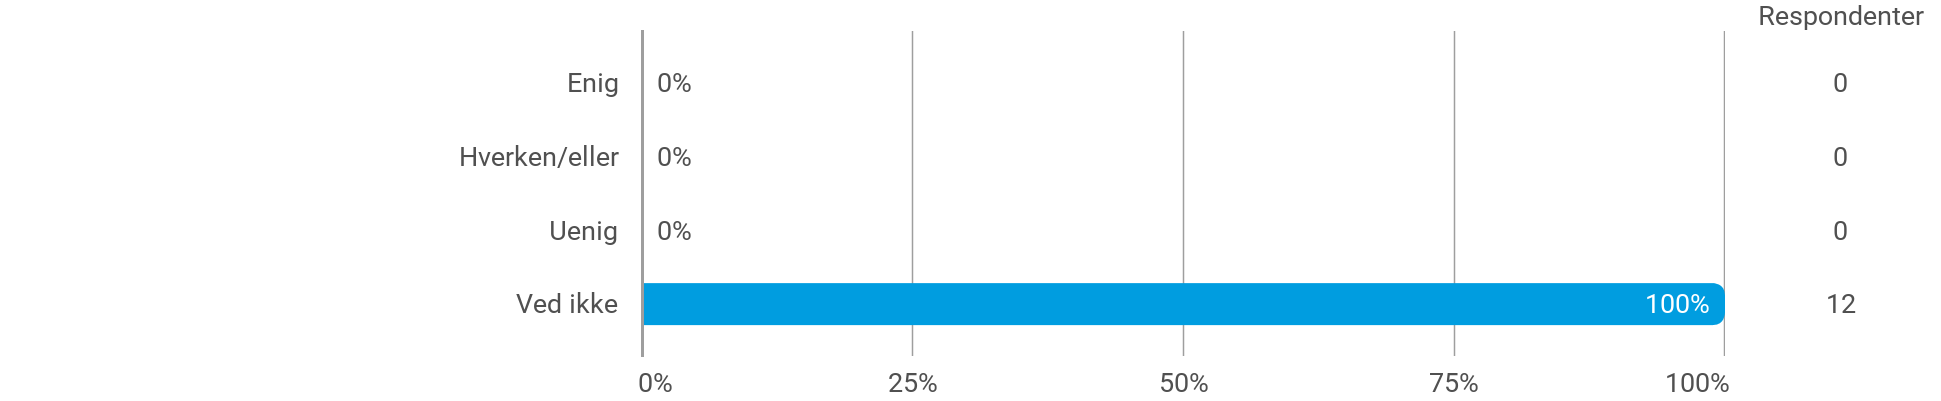 Respondenter
Enig 0% 0
Hverken/eller 0% 0
Uenig 0% 0
Ved ikke 100% 12
0% 25% 50% 75% 100%